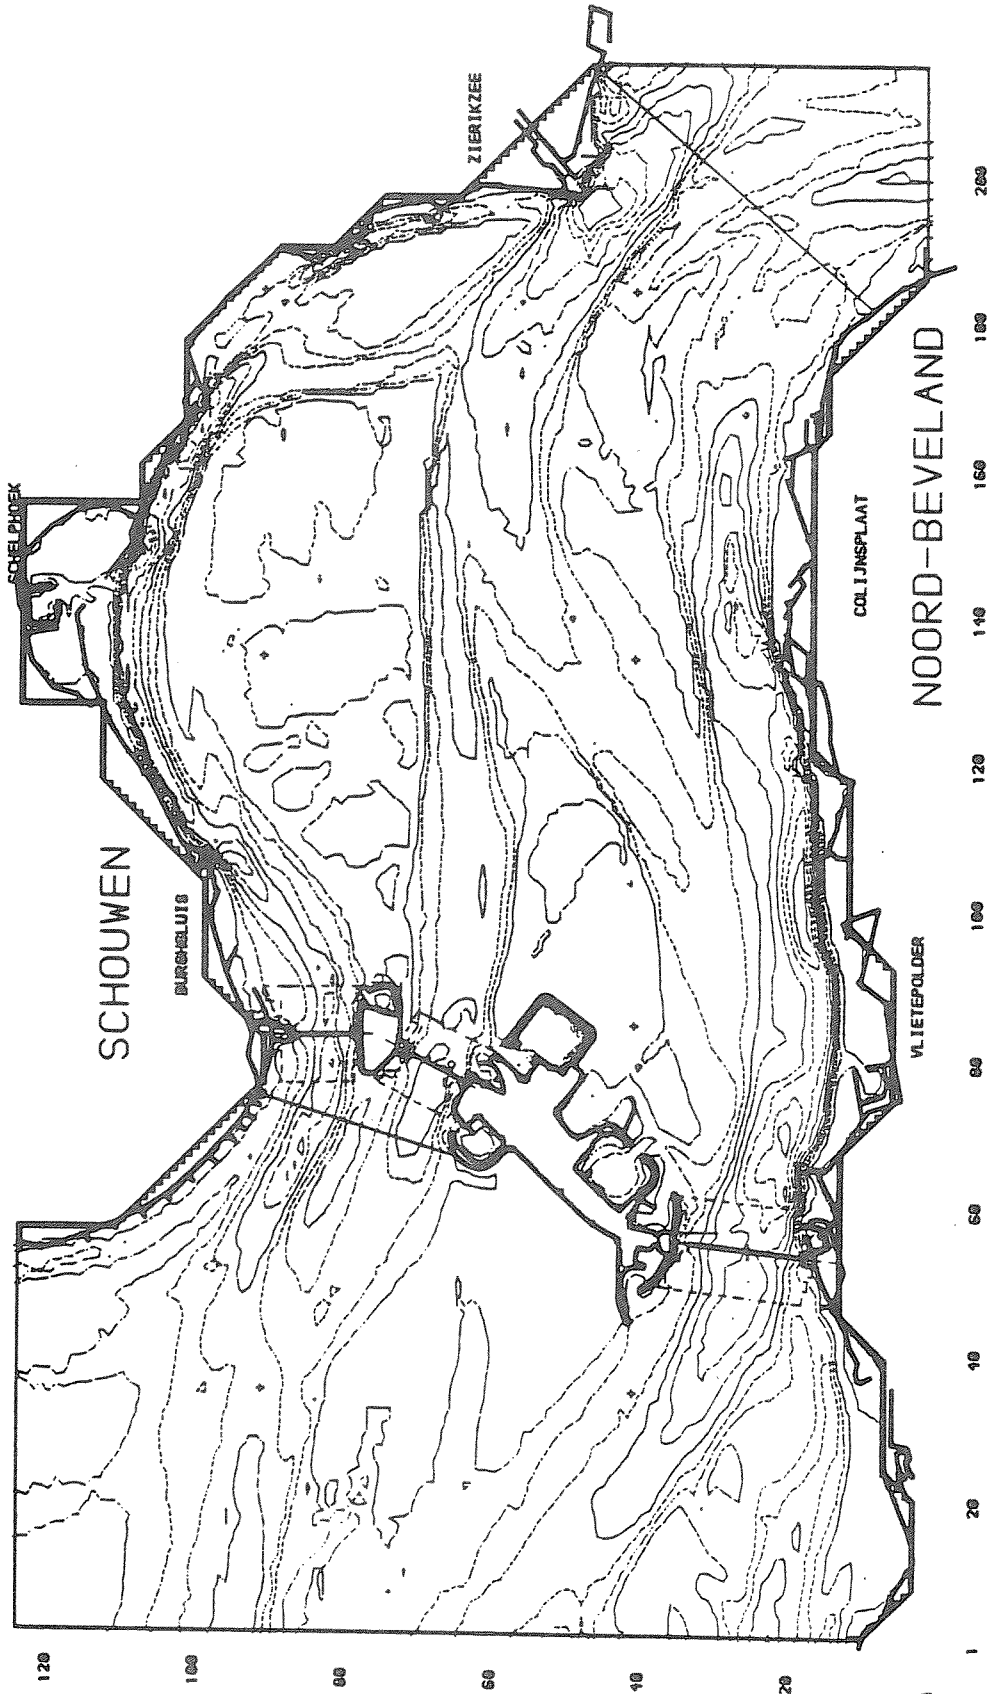 SCHELPHOEK
ZIERIKZEE
SCHOUWEN
BURGHSLUIS
COLIJNSPLAAT
NOORD-BEVELAND
VLIETEPOLDER
120
100
80
60
40
20
1
20
40
60
80
100
120
140
160
180
200